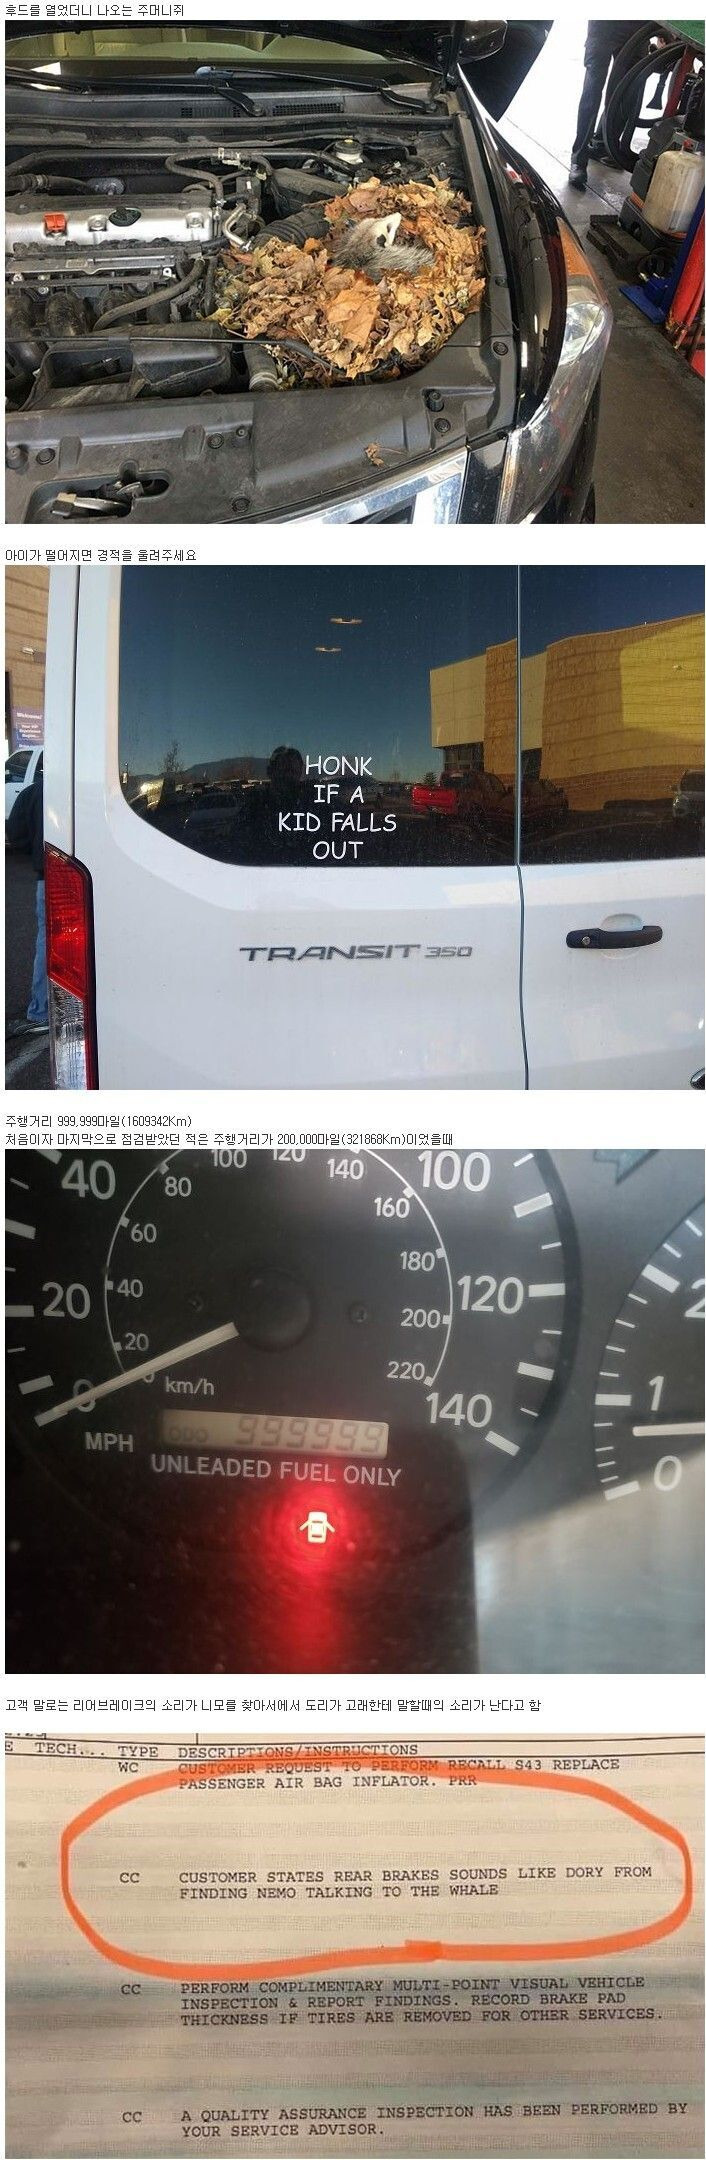 후드를 열었더니 나오는 주머니쥐
아이가 떨어지면 경적을 울려주세요
HONK
IF A
KID FALLS
OUT
TRANSIT 350
주행거리 999,999마일(1609342Km)
처음이자 마지막으로 점검받았던 적은 주행거리가 200,000마일(321868Km)이었을때
100 120 140
40 80 100
160
60
180
20 40 120
200 2
20
220
0 km/h 140 1
MPH ODO 999999
0
UNLEADED FUEL ONLY
고객 말로는 리어브레이크의 소리가 니모를 찾아서에서 도리가 고래한테 말할때의 소리가 난다고 함
E TECH... TYPE DESCRIPTIONS/INSTRUCTIONS
WC CUSTOMER REQUEST TO PERFORM RECALL S43 REPLACE
PASSENGER AIR BAG INFLATOR. PRR
CC CUSTOMER STATES REAR BRAKES SOUNDS LIKE DORY FROM
FINDING NEMO TALKING TO THE WHALE
CC PERFORM COMPLIMENTARY MULTI-POINT VISUAL VEHICLE
INSPECTION & REPORT FINDINGS. RECORD BRAKE PAD
THICKNESS IF TIRES ARE REMOVED FOR OTHER SERVICES.
CC A QUALITY ASSURANCE INSPECTION HAS BEEN PERFORMED BY
YOUR SERVICE ADVISOR.